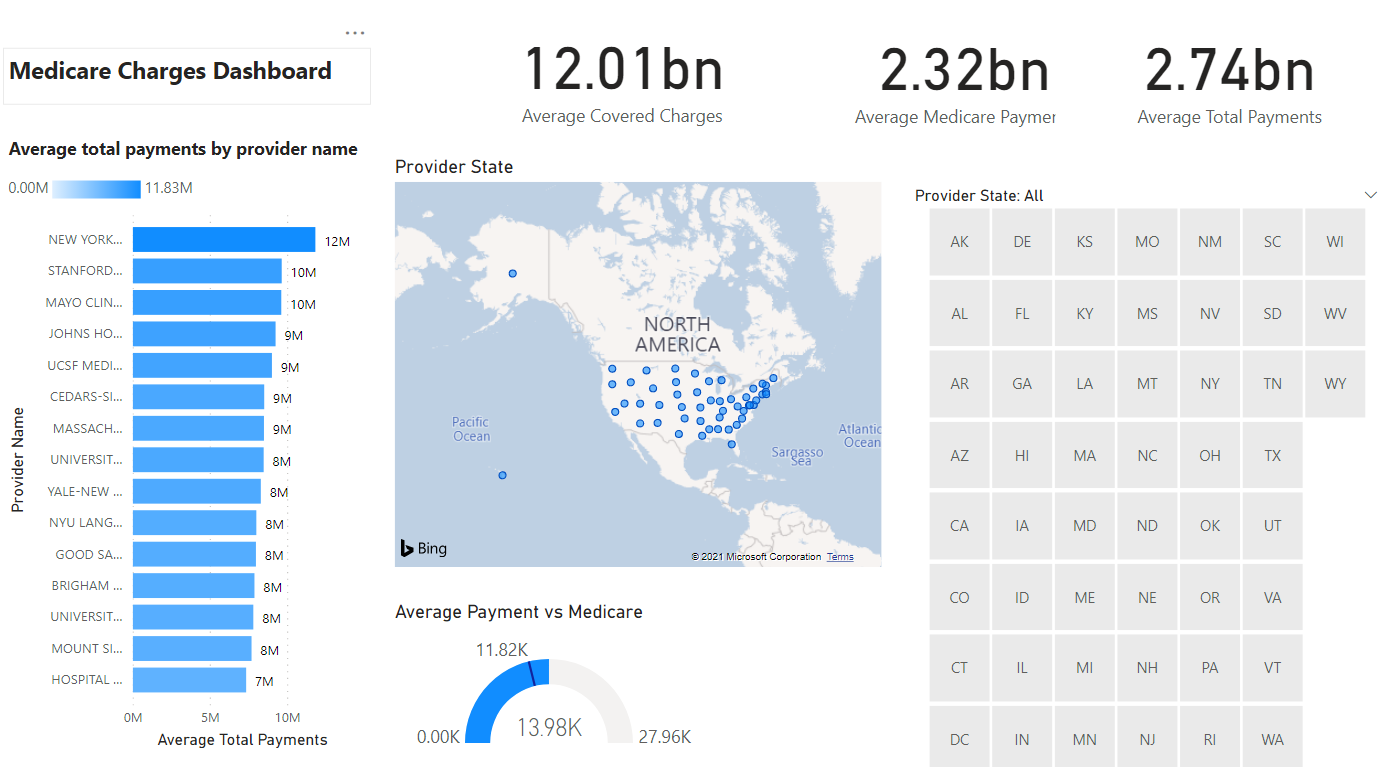 Medicare Charges Dashboard
12.01bn
Average Covered Charges
2.32bn
Average Medicare Paymer
2.74bn
Average Total Payments
Average total payments by provider name
0.00M
11.83M
Provider Name
NEW YORK... 12M
STANFORD... 10M
MAYO CLIN... 10M
JOHNS HO... 9M
UCSF MEDI... 9M
CEDARS-SI... 9M
MASSACH... 9M
UNIVERSIT... 8M
YALE-NEW ... 8M
NYU LANG... 8M
GOOD SA... 8M
BRIGHAM ... 8M
UNIVERSIT... 8M
MOUNT SI... 8M
HOSPITAL ... 7M
0M 5M 10M
Average Total Payments
Provider State
NORTH
AMERICA
Pacific
Ocean
Atlantic
Ocean
Sargasso
Sea
Bing
© 2021 Microsoft Corporation Terms
Average Payment vs Medicare
11.82K
0.00K
13.98K
27.96K
Provider State: All
AK DE KS MO NM SC WI
AL FL KY MS NV SD WV
AR GA LA MT NY TN WY
AZ HI MA NC OH TX
CA IA MD ND OK UT
CO ID ME NE OR VA
CT IL MI NH PA VT
DC IN MN NJ RI WA